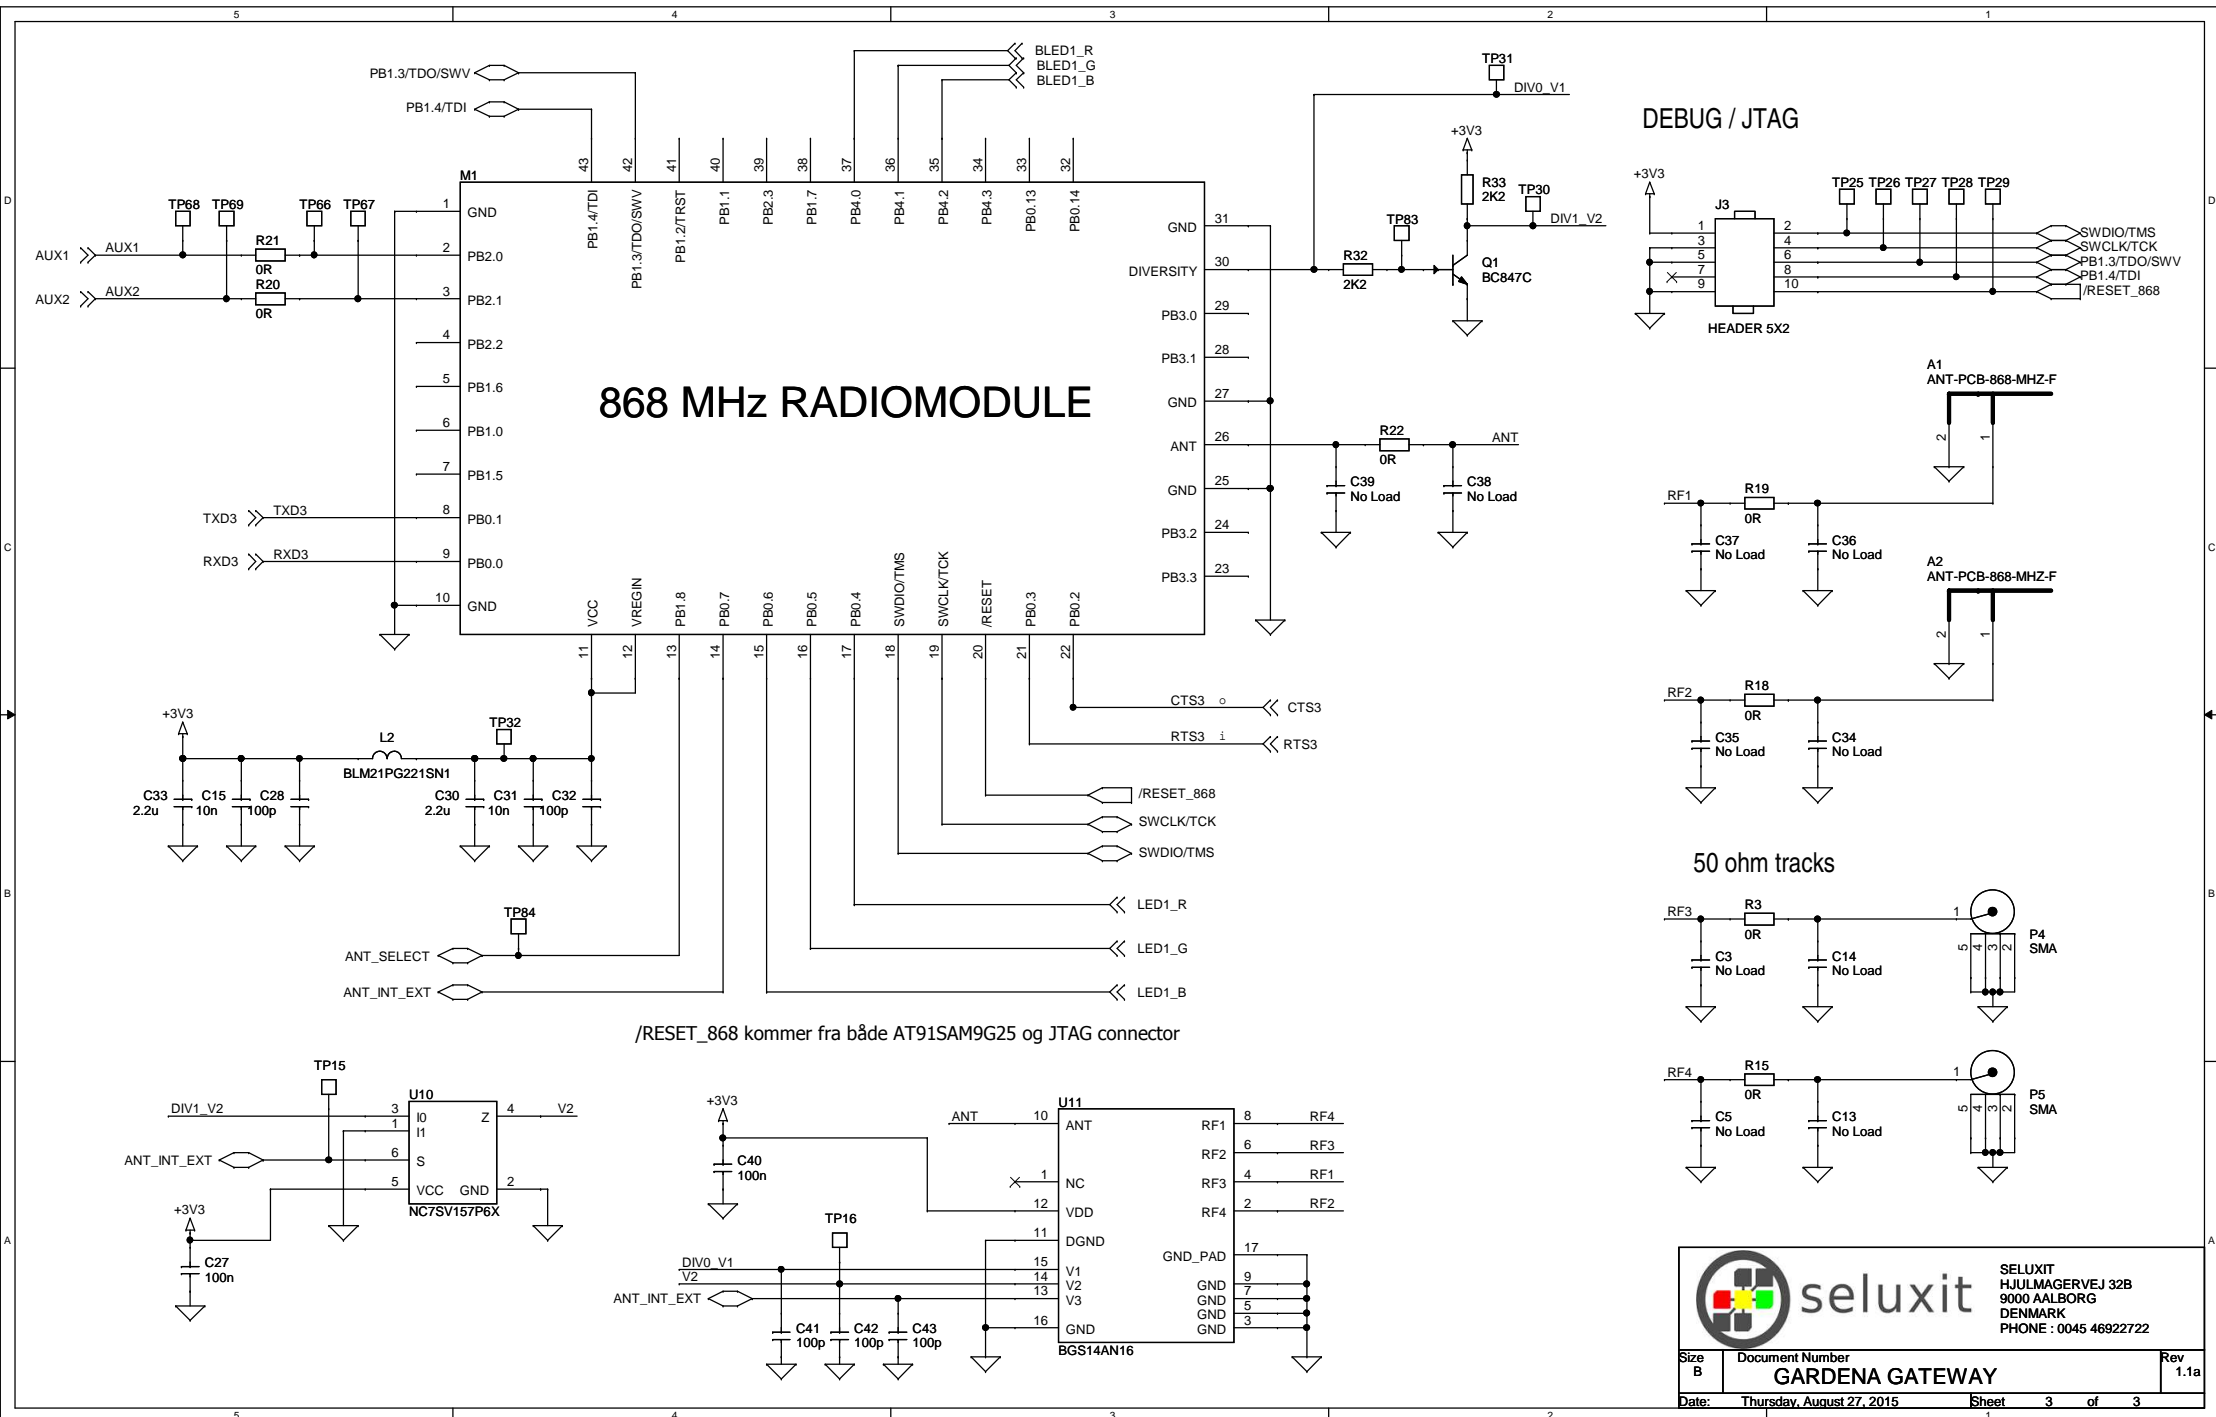 5 4 3 2 1
D
C
B
A
D
C
B
A
PB1.3/TDO/SWV
PB1.4/TDI
BLED1_R
BLED1_G
BLED1_B
M1
43 42 41 40 39 38 37 36 35 34 33 32
PB1.4/TDI
PB1.3/TDO/SWV
PB1.2/TRST
PB1.1
PB2.3
PB1.7
PB4.0
PB4.1
PB4.2
PB4.3
PB0.13
PB0.14
1 GND
2 PB2.0
3 PB2.1
4 PB2.2
5 PB1.6
6 PB1.0
7 PB1.5
8 PB0.1
9 PB0.0
10 GND
868 MHz RADIOMODULE
GND 31
DIVERSITY 30
PB3.0 29
PB3.1 28
GND 27
ANT 26
GND 25
PB3.2 24
PB3.3 23
VCC
VREGIN
PB1.8
PB0.7
PB0.6
PB0.5
PB0.4
SWDIO/TMS
SWCLK/TCK
/RESET
PB0.3
PB0.2
11 12 13 14 15 16 17 18 19 20 21 22
TP68 TP69 TP66 TP67
AUX1 AUX1
R21
0R
AUX2 AUX2
R20
0R
TXD3 TXD3
RXD3 RXD3
TP31
DIV0_V1
+3V3
R33
2K2
TP30
DIV1_V2
TP83
R32
2K2
Q1
BC847C
R22
0R
ANT
C39
No Load
C38
No Load
DEBUG / JTAG
+3V3
J3
1 2
3 4
5 6
7 8
9 10
HEADER 5X2
TP25 TP26 TP27 TP28 TP29
SWDIO/TMS
SWCLK/TCK
PB1.3/TDO/SWV
PB1.4/TDI
/RESET_868
A1
ANT-PCB-868-MHZ-F
2 1
RF1
R19
0R
C37
No Load
C36
No Load
A2
ANT-PCB-868-MHZ-F
2 1
RF2
R18
0R
C35
No Load
C34
No Load
+3V3
L2
BLM21PG221SN1
TP32
C33
2.2u
C15
10n
C28
100p
C30
2.2u
C31
10n
C32
100p
CTS3 o CTS3
RTS3 i RTS3
/RESET_868
SWCLK/TCK
SWDIO/TMS
LED1_R
LED1_G
LED1_B
TP84
ANT_SELECT
ANT_INT_EXT
/RESET_868 kommer fra både AT91SAM9G25 og JTAG connector
50 ohm tracks
RF3
R3
0R
C3
No Load
C14
No Load
1
5 4 3 2
P4
SMA
RF4
R15
0R
C5
No Load
C13
No Load
1
5 4 3 2
P5
SMA
TP15
U10
DIV1_V2
3 I0
1 I1
6 S
5 VCC
Z 4
V2
GND 2
NC7SV157P6X
ANT_INT_EXT
+3V3
C27
100n
+3V3
C40
100n
U11
ANT 10 ANT
1 NC
12 VDD
11 DGND
15 V1
14 V2
13 V3
16 GND
RF1 8 RF4
RF2 6 RF3
RF3 4 RF1
RF4 2 RF2
GND_PAD 17
GND 9
GND 7
GND 5
GND 3
BGS14AN16
TP16
DIV0_V1
V2
ANT_INT_EXT
C41
100p
C42
100p
C43
100p
seluxit
SELUXIT
HJULMAGERVEJ 32B
9000 AALBORG
DENMARK
PHONE : 0045 46922722
Size
B
Document Number
GARDENA GATEWAY
Rev
1.1a
Date: Thursday, August 27, 2015 Sheet 3 of 3
5 4 3 2 1